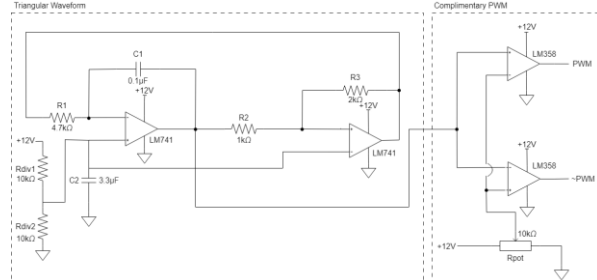 Triangular Waveform
Complimentary PWM
+12V
C1
LM358
0.1µF
PWM
+12V
R3
R1
2kΩ
R2
+12V
4.7kΩ
LM741
1kΩ
+12V
+12V
LM741
LM358
Rdiv1
10kΩ
C2
3.3µF
~PWM
Rdiv2
10kΩ
10kΩ
+12V
Rpot